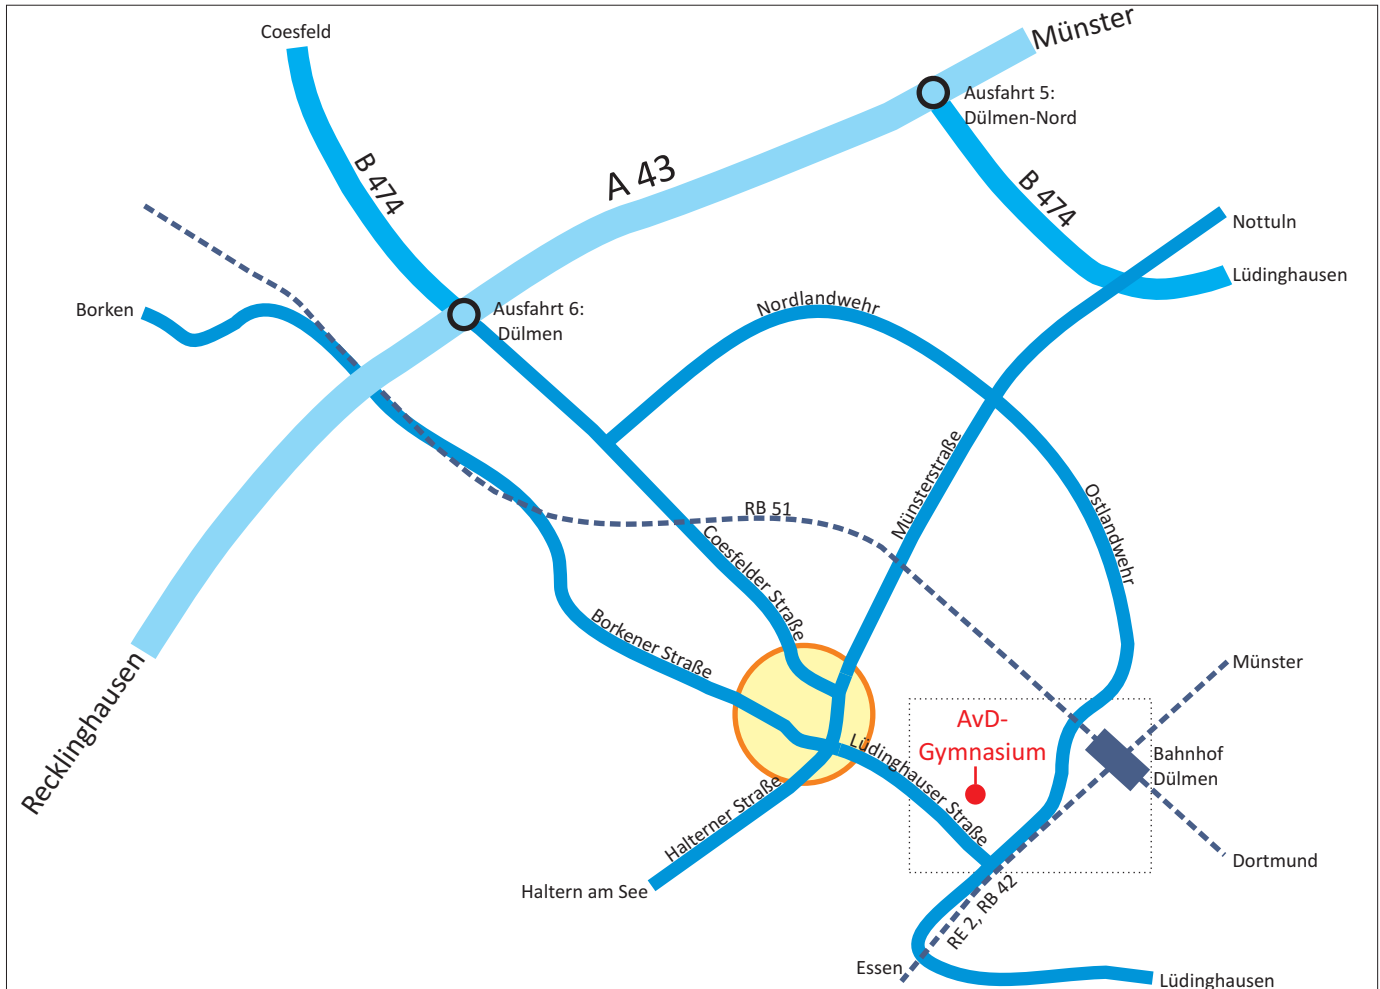 Coesfeld
Münster
Ausfahrt 5:
Dülmen-Nord
B 474
A 43
B 474
Nottuln
Lüdinghausen
Borken
Ausfahrt 6:
Dülmen
Nordlandwehr
Münsterstraße
Ostlandwehr
RB 51
Coesfelder Straße
Borkener Straße
Recklinghausen
Münster
AvD-
Gymnasium
Bahnhof
Dülmen
Lüdinghauser Straße
Halterner Straße
Dortmund
Haltern am See
RE 2, RB 42
Essen
Lüdinghausen